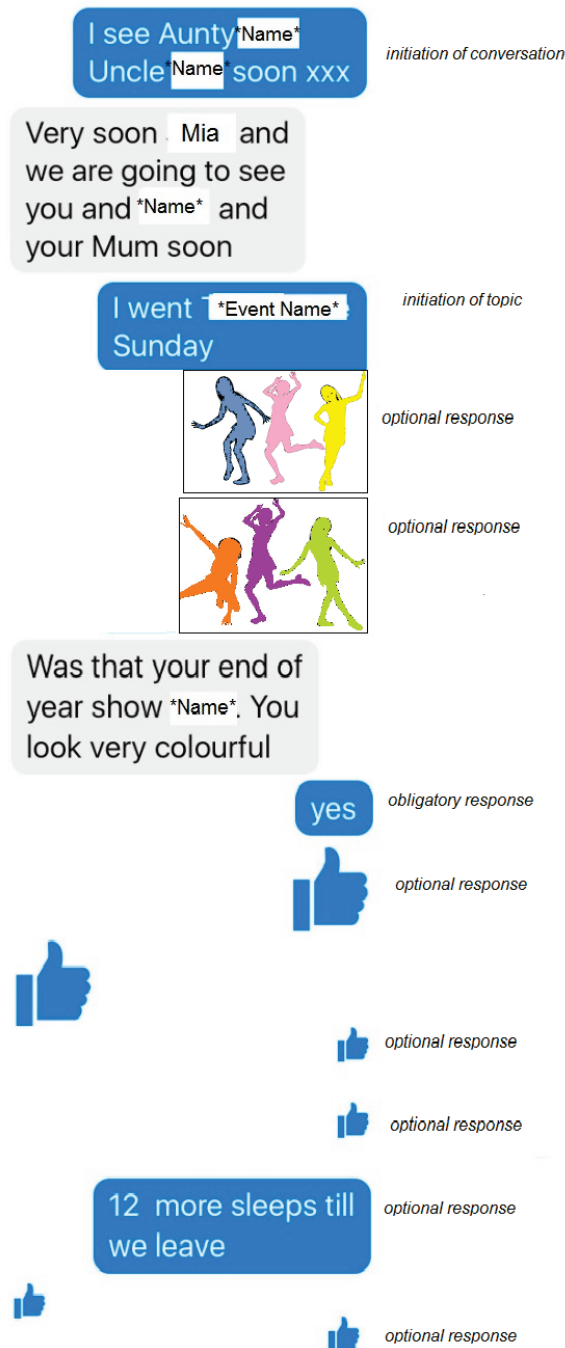 I see Aunty *Name*
Uncle *Name* soon xxx
initiation of conversation
Very soon Mia and
we are going to see
you and *Name* and
your Mum soon
I went *Event Name*
Sunday
initiation of topic
optional response
optional response
Was that your end of
year show *Name*. You
look very colourful
yes
obligatory response
optional response
optional response
optional response
12 more sleeps till
we leave
optional response
optional response